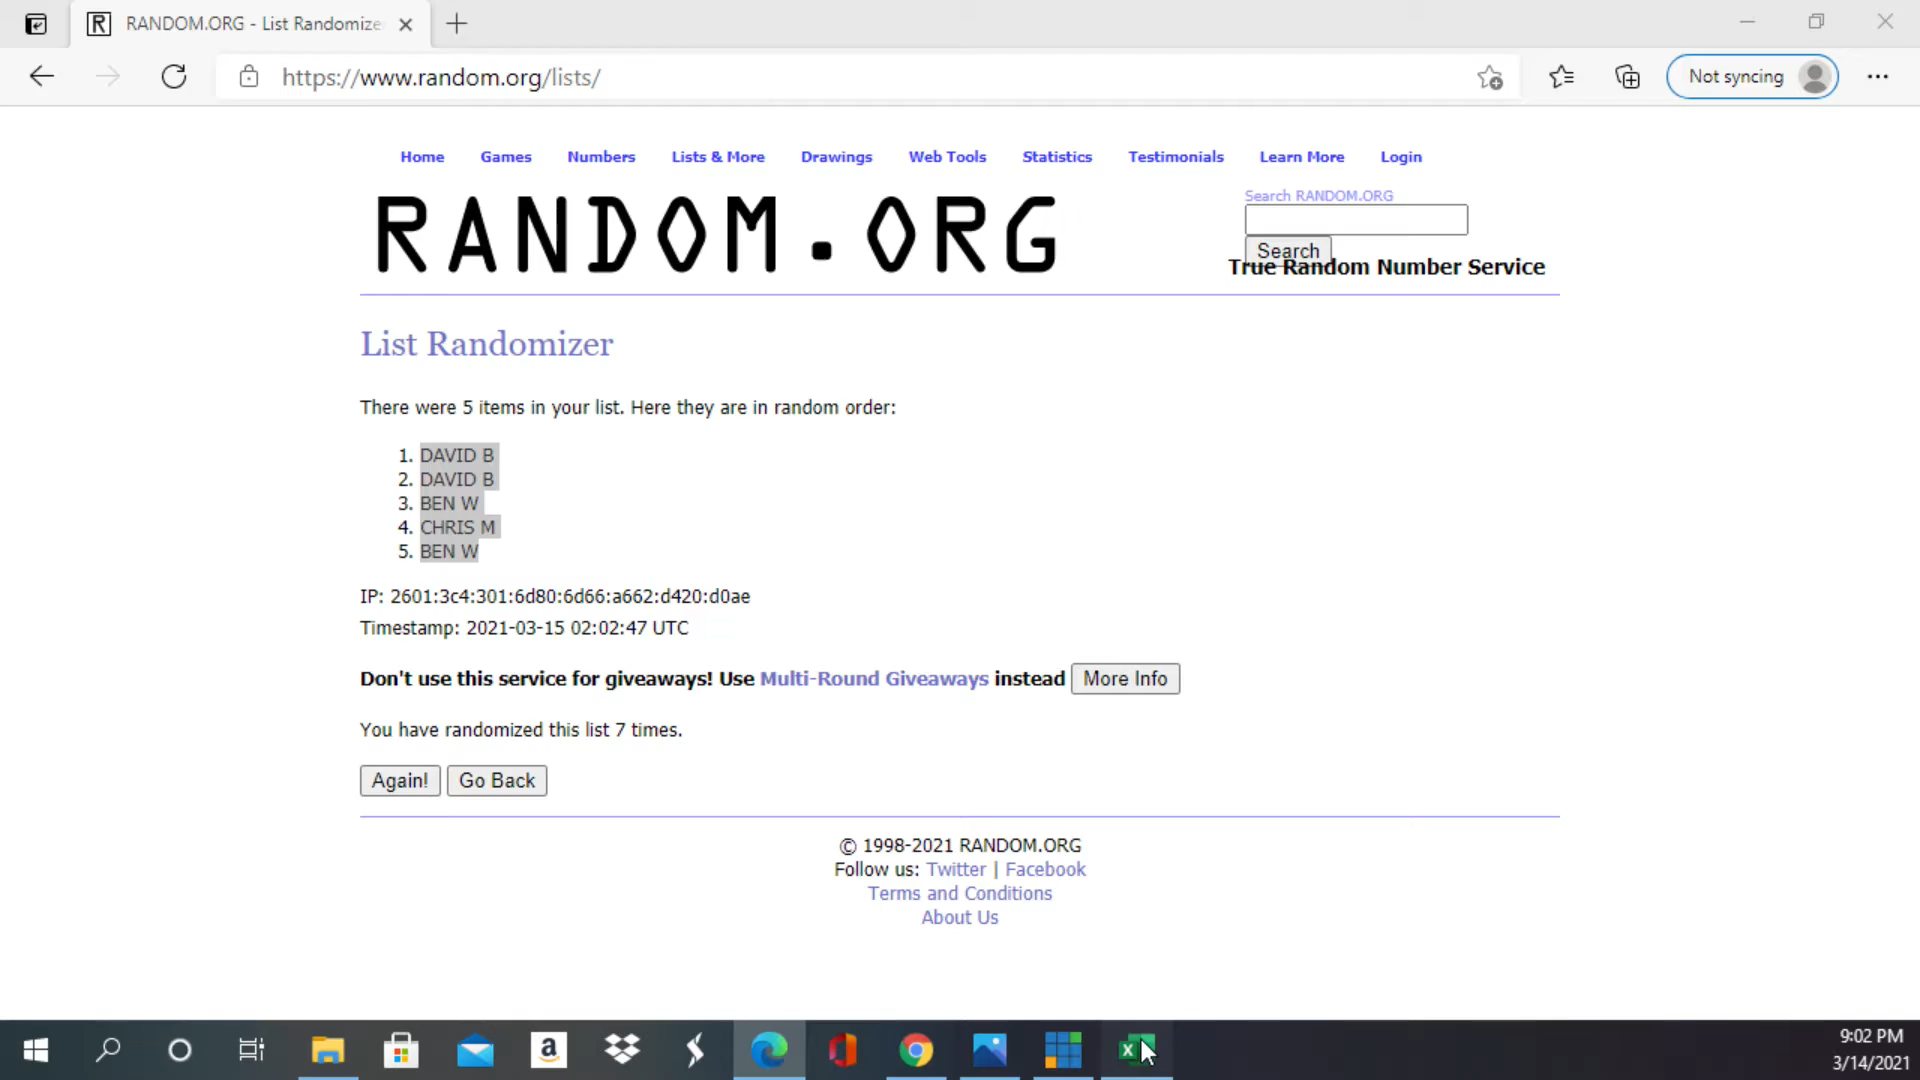 RANDOM.ORG - List Randomize
https://www.random.org/lists/
Not syncing
Home Games Numbers Lists & More Drawings Web Tools Statistics Testimonials Learn More Login
RANDOM.ORG
Search RANDOM.ORG
Search
True Random Number Service
List Randomizer
There were 5 items in your list. Here they are in random order:
1. DAVID B
2. DAVID B
3. BEN W
4. CHRIS M
5. BEN W
IP: 2601:3c4:301:6d80:6d66:a662:d420:d0ae
Timestamp: 2021-03-15 02:02:47 UTC
Don't use this service for giveaways! Use Multi-Round Giveaways instead More Info
You have randomized this list 7 times.
Again! Go Back
© 1998-2021 RANDOM.ORG
Follow us: Twitter | Facebook
Terms and Conditions
About Us
9:02 PM
3/14/2021